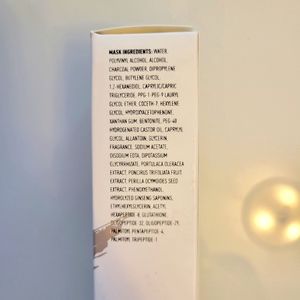 MASK INGREDIENTS: WATER,
POLYVINYL ALCOHOL, ALCOHOL,
CHARCOAL POWDER, DIPROPYLENE
GLYCOL, BUTYLENE GLYCOL,
1,2-HEXANEDIOL, CAPRYLIC/CAPRIC
TRIGLYCERIDE, PPG-1-PEG-9 LAURYL
GLYCOL ETHER, CETETH-7, HEXYLENE
GLYCOL, HYDROXYACETOPHENONE,
XANTHAN GUM, BENTONITE, PEG-40
HYDROGENATED CASTOR OIL, CAPRYLYL
GLYCOL, ALLANTOIN, GLYCERIN,
FRAGRANCE, SODIUM ACETATE,
DISODIUM EDTA, DIPOTASSIUM
GLYCYRRHIZATE, PORTULACA OLERACEA
EXTRACT, PONCIRUS TRIFOLIATA FRUIT
EXTRACT, PERILLA OCYMOIDES SEED
EXTRACT, PHENOXYETHANOL,
HYDROLYZED GINSENG SAPONINS,
ETHYLHEXYLGLYCERIN, ACETYL
HEXAPEPTIDE-8, GLUTATHIONE,
OLIGOPEPTIDE-32, OLIGOPEPTIDE-29,
PALMITOYL PENTAPEPTIDE-4,
PALMITOYL TRIPEPTIDE-1